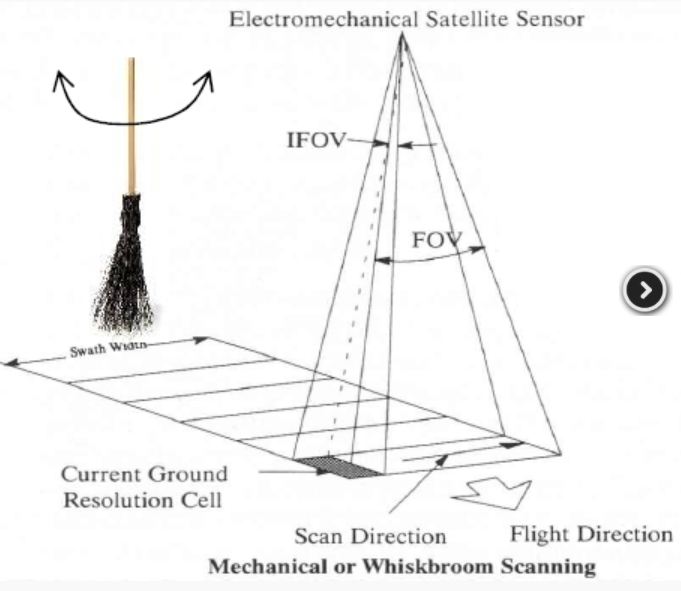 Electromechanical Satellite Sensor
IFOV
FOV
Swath Width
Current Ground
Resolution Cell
Scan Direction
Flight Direction
Mechanical or Whiskbroom Scanning